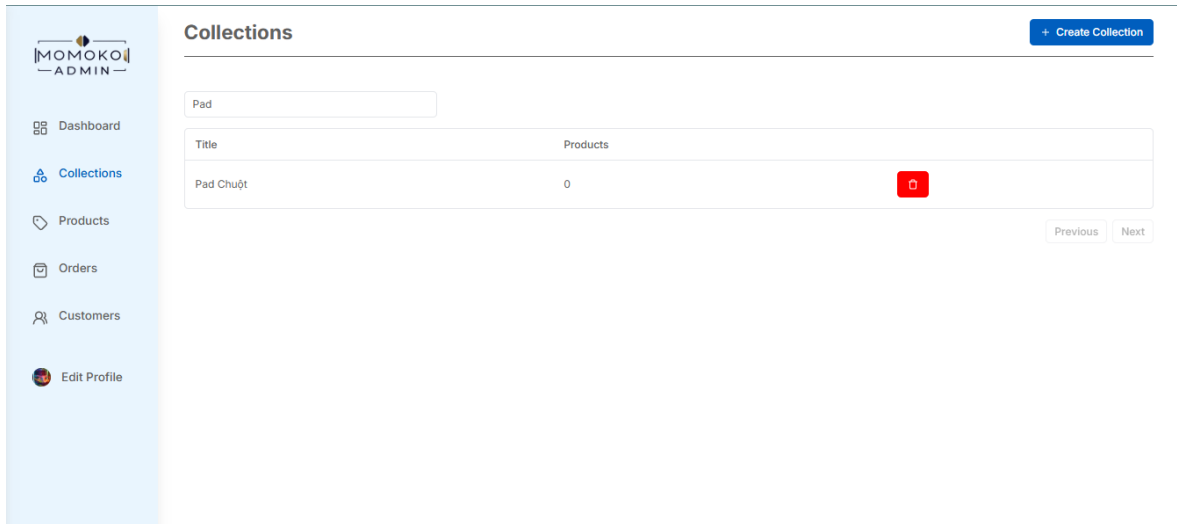 MOMOKOI
ADMIN
Dashboard
Collections
Products
Orders
Customers
Edit Profile
Collections
+ Create Collection
Pad
Title Products
Pad Chuột 0
Previous Next